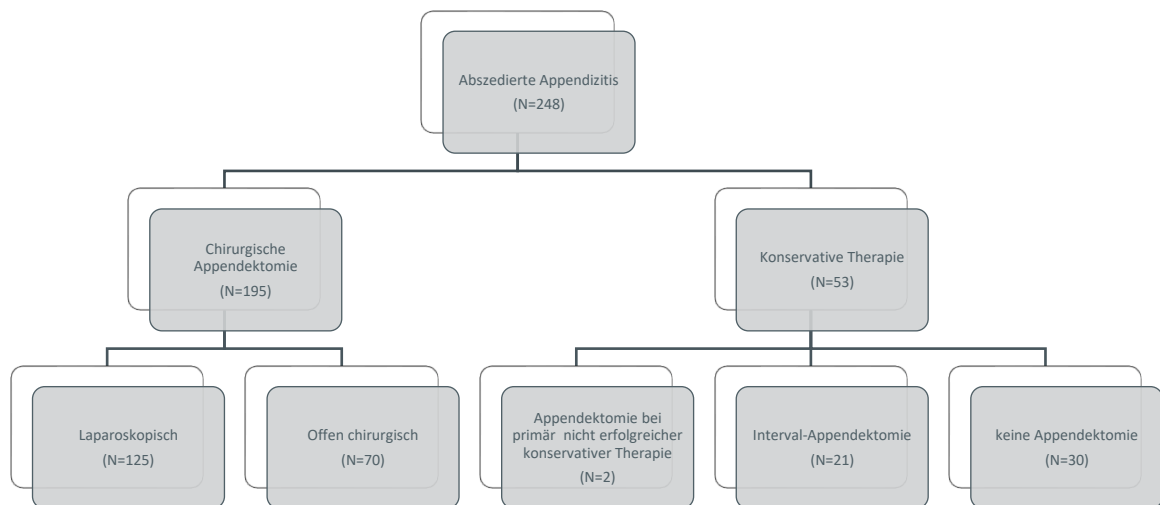 Abszedierte Appendizitis
(N=248)
Chirurgische
Appendektomie
(N=195)
Konservative Therapie
(N=53)
Laparoskopisch
(N=125)
Offen chirurgisch
(N=70)
Appendektomie bei
primär nicht erfolgreicher
konservativer Therapie
(N=2)
Interval-Appendektomie
(N=21)
keine Appendektomie
(N=30)